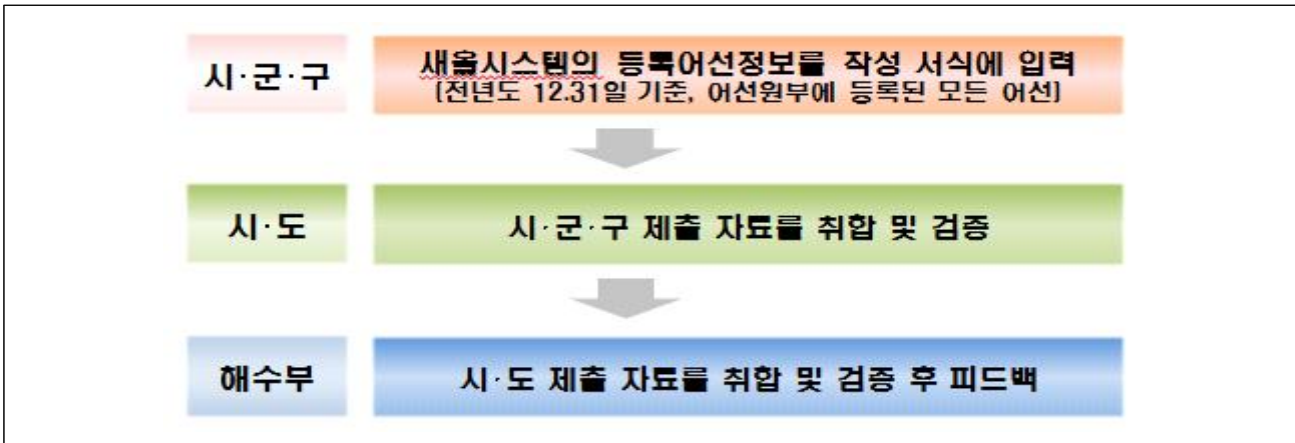 시·군·구
새올시스템의 등록어선정보를 작성 서식에 입력
(전년도 12.31일 기준, 어선원부에 등록된 모든 어선)
시·도
시·군·구 제출 자료를 취합 및 검증
해수부
시·도 제출 자료를 취합 및 검증 후 피드백